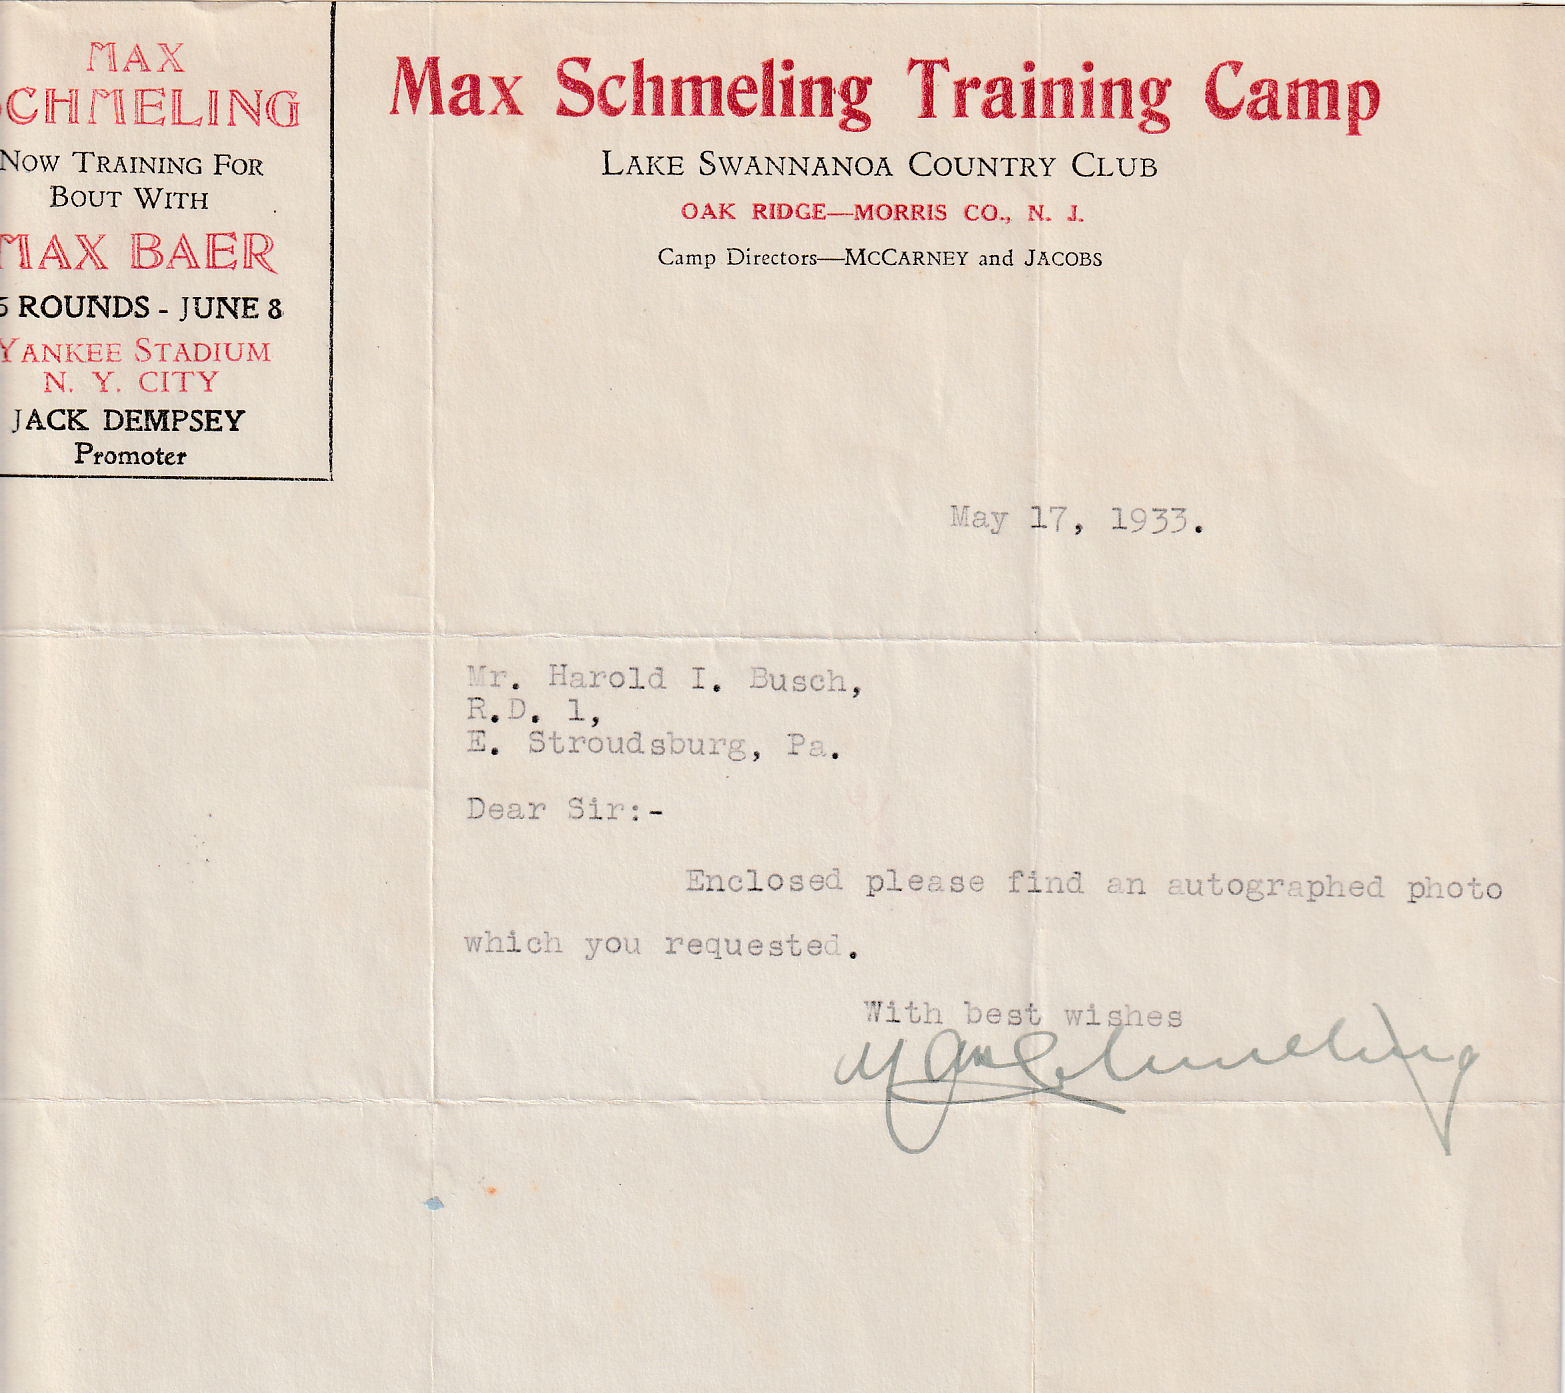 MAX
CHMELING
NOW TRAINING FOR
BOUT WITH
MAX BAER
5 ROUNDS - JUNE 8
YANKEE STADIUM
N. Y. CITY
JACK DEMPSEY
Promoter
Max Schmeling Training Camp
LAKE SWANNANOA COUNTRY CLUB
OAK RIDGE—MORRIS CO., N. J.
Camp Directors—MCCARNEY and JACOBS
May 17, 1933.
Mr. Harold I. Busch,
R.D. 1,
E. Stroudsburg, Pa.
Dear Sir:-
Enclosed please find an autographed photo
which you requested.
With best wishes
Max Schmeling